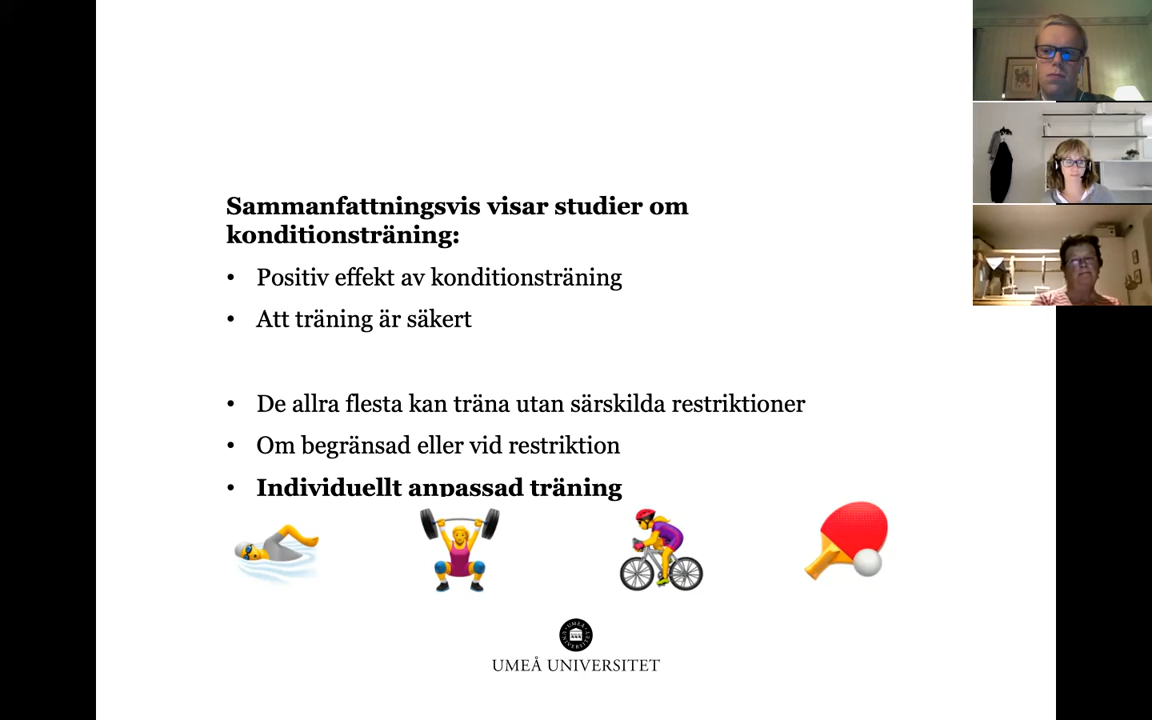 Sammanfattningsvis visar studier om
konditionsträning:
• Positiv effekt av konditionsträning
• Att träning är säkert
• De allra flesta kan träna utan särskilda restriktioner
• Om begränsad eller vid restriktion
• Individuellt anpassad träning
UMEÅ UNIVERSITET